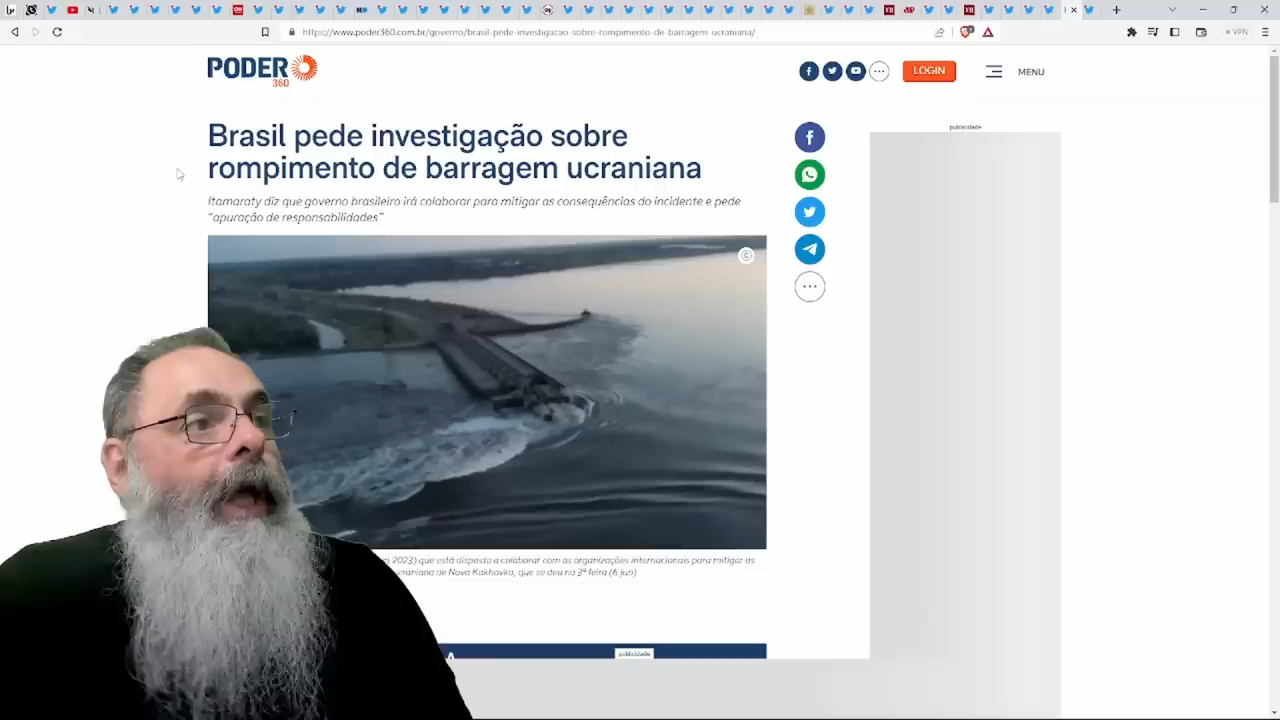 https://www.poder360.com.br/governo/brasil-pede-investigacao-sobre-rompimento-de-barragem-ucraniana/
VPN
PODER
360
LOGIN
MENU
Brasil pede investigação sobre
rompimento de barragem ucraniana
Itamaraty diz que governo brasileiro irá colaborar para mitigar as consequências do incidente e pede
“apuração de responsabilidades”
publicidade
2023) que está disposto a colaborar com as organizações internacionais para mitigar as
ucraniana de Nova Kakhovka, que se deu na 3ª feira (6 jun)
publicidade